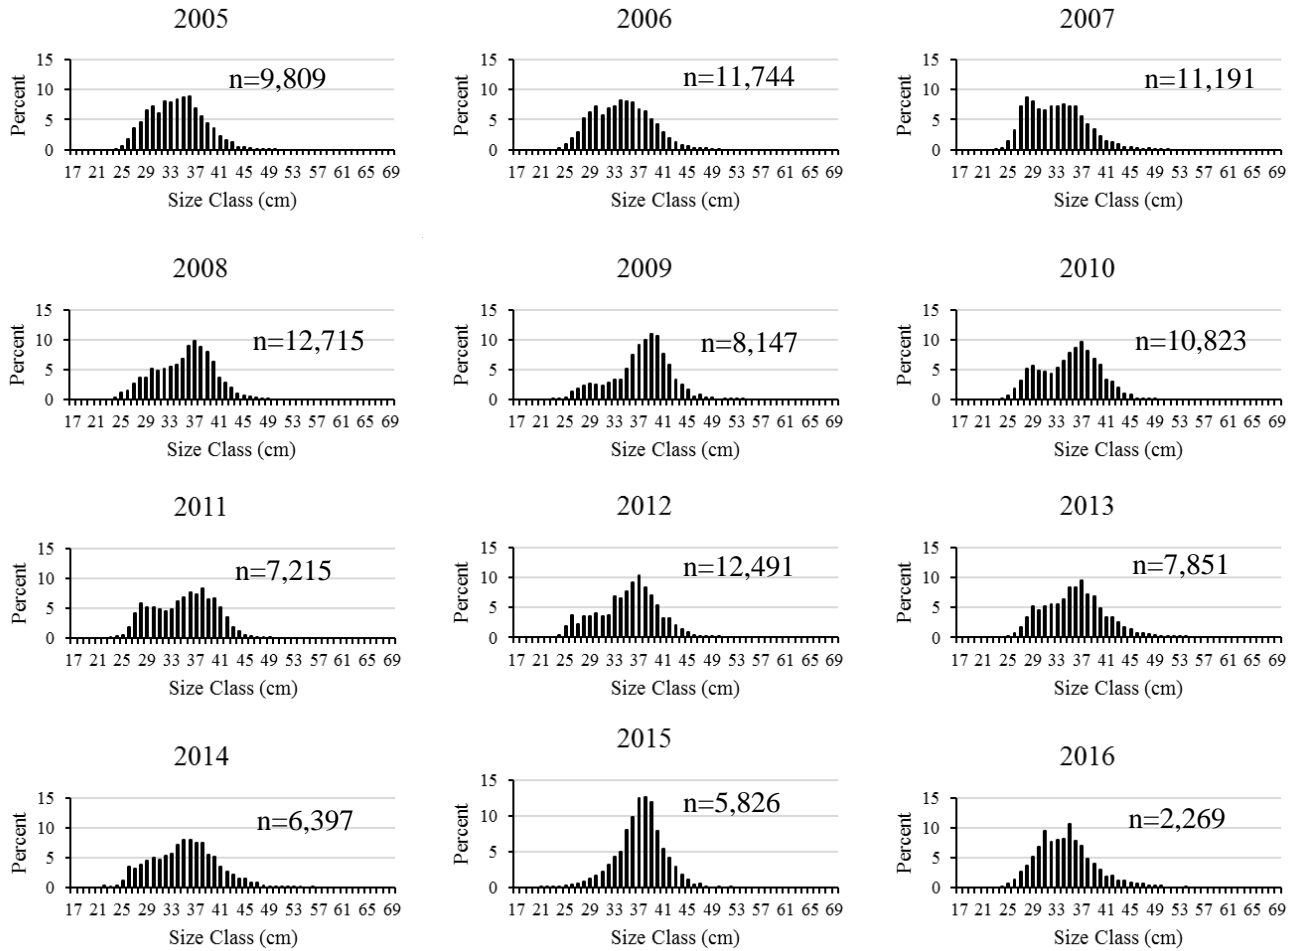 2005
15
10
5
0
Percent
n=9,809
17 21 25 29 33 37 41 45 49 53 57 61 65 69
Size Class (cm)
2006
15
10
5
0
Percent
n=11,744
17 21 25 29 33 37 41 45 49 53 57 61 65 69
Size Class (cm)
2007
15
10
5
0
Percent
n=11,191
17 21 25 29 33 37 41 45 49 53 57 61 65 69
Size Class (cm)
2008
15
10
5
0
Percent
n=12,715
17 21 25 29 33 37 41 45 49 53 57 61 65 69
Size Class (cm)
2009
15
10
5
0
Percent
n=8,147
17 21 25 29 33 37 41 45 49 53 57 61 65 69
Size Class (cm)
2010
15
10
5
0
Percent
n=10,823
17 21 25 29 33 37 41 45 49 53 57 61 65 69
Size Class (cm)
2011
15
10
5
0
Percent
n=7,215
17 21 25 29 33 37 41 45 49 53 57 61 65 69
Size Class (cm)
2012
15
10
5
0
Percent
n=12,491
17 21 25 29 33 37 41 45 49 53 57 61 65 69
Size Class (cm)
2013
15
10
5
0
Percent
n=7,851
17 21 25 29 33 37 41 45 49 53 57 61 65 69
Size Class (cm)
2014
15
10
5
0
Percent
n=6,397
17 21 25 29 33 37 41 45 49 53 57 61 65 69
Size Class (cm)
2015
15
10
5
0
Percent
n=5,826
17 21 25 29 33 37 41 45 49 53 57 61 65 69
Size Class (cm)
2016
15
10
5
0
Percent
n=2,269
17 21 25 29 33 37 41 45 49 53 57 61 65 69
Size Class (cm)